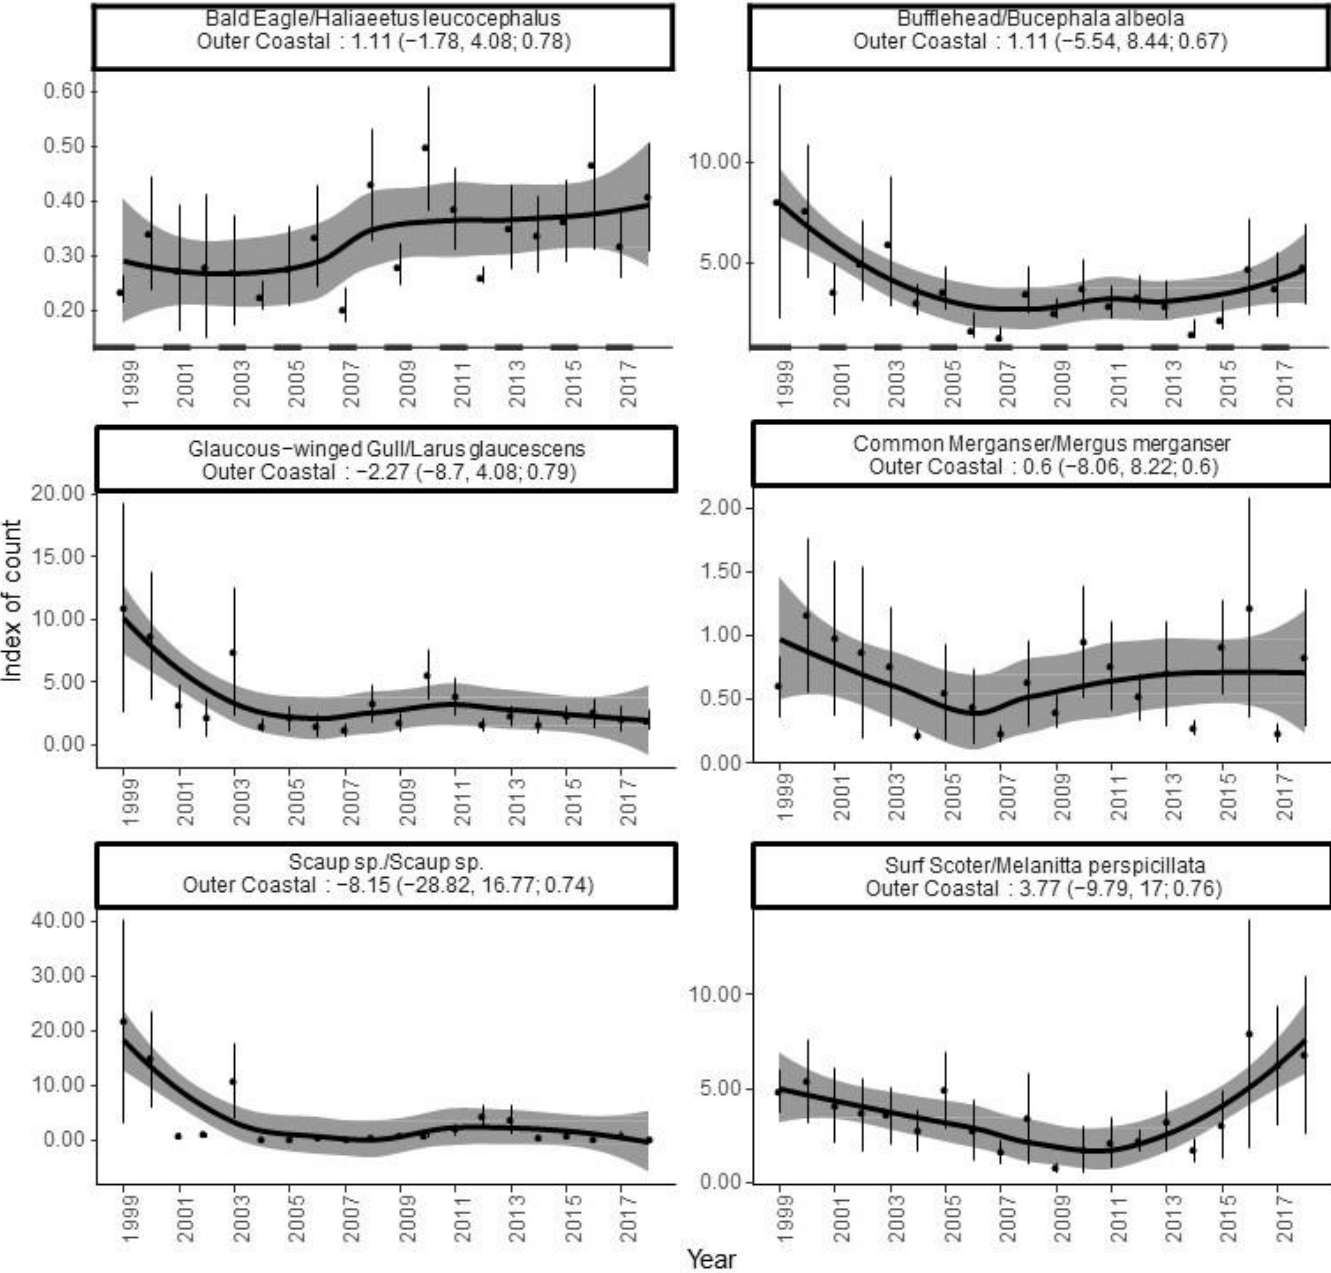 Bald Eagle/Haliaeetus leucocephalus
Outer Coastal : 1.11 (−1.78, 4.08; 0.78)
0.60
0.50
0.40
0.30
0.20
1999 2001 2003 2005 2007 2009 2011 2013 2015 2017
Bufflehead/Bucephala albeola
Outer Coastal : 1.11 (−5.54, 8.44; 0.67)
10.00
5.00
1999 2001 2003 2005 2007 2009 2011 2013 2015 2017
Index of count
Glaucous−winged Gull/Larus glaucescens
Outer Coastal : −2.27 (−8.7, 4.08; 0.79)
20.00
15.00
10.00
5.00
0.00
1999 2001 2003 2005 2007 2009 2011 2013 2015 2017
Common Merganser/Mergus merganser
Outer Coastal : 0.6 (−8.06, 8.22; 0.6)
2.00
1.50
1.00
0.50
0.00
1999 2001 2003 2005 2007 2009 2011 2013 2015 2017
Scaup sp./Scaup sp.
Outer Coastal : −8.15 (−28.82, 16.77; 0.74)
40.00
30.00
20.00
10.00
0.00
1999 2001 2003 2005 2007 2009 2011 2013 2015 2017
Surf Scoter/Melanitta perspicillata
Outer Coastal : 3.77 (−9.79, 17; 0.76)
10.00
5.00
0.00
1999 2001 2003 2005 2007 2009 2011 2013 2015 2017
Year